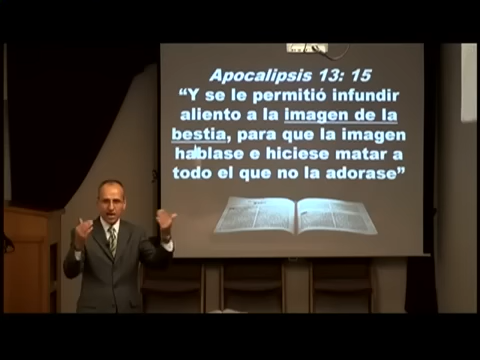 Apocalipsis 13: 15
“Y se le permitió infundir
aliento a la imagen de la
bestia, para que la imagen
hablase e hiciese matar a
todo el que no la adorase”